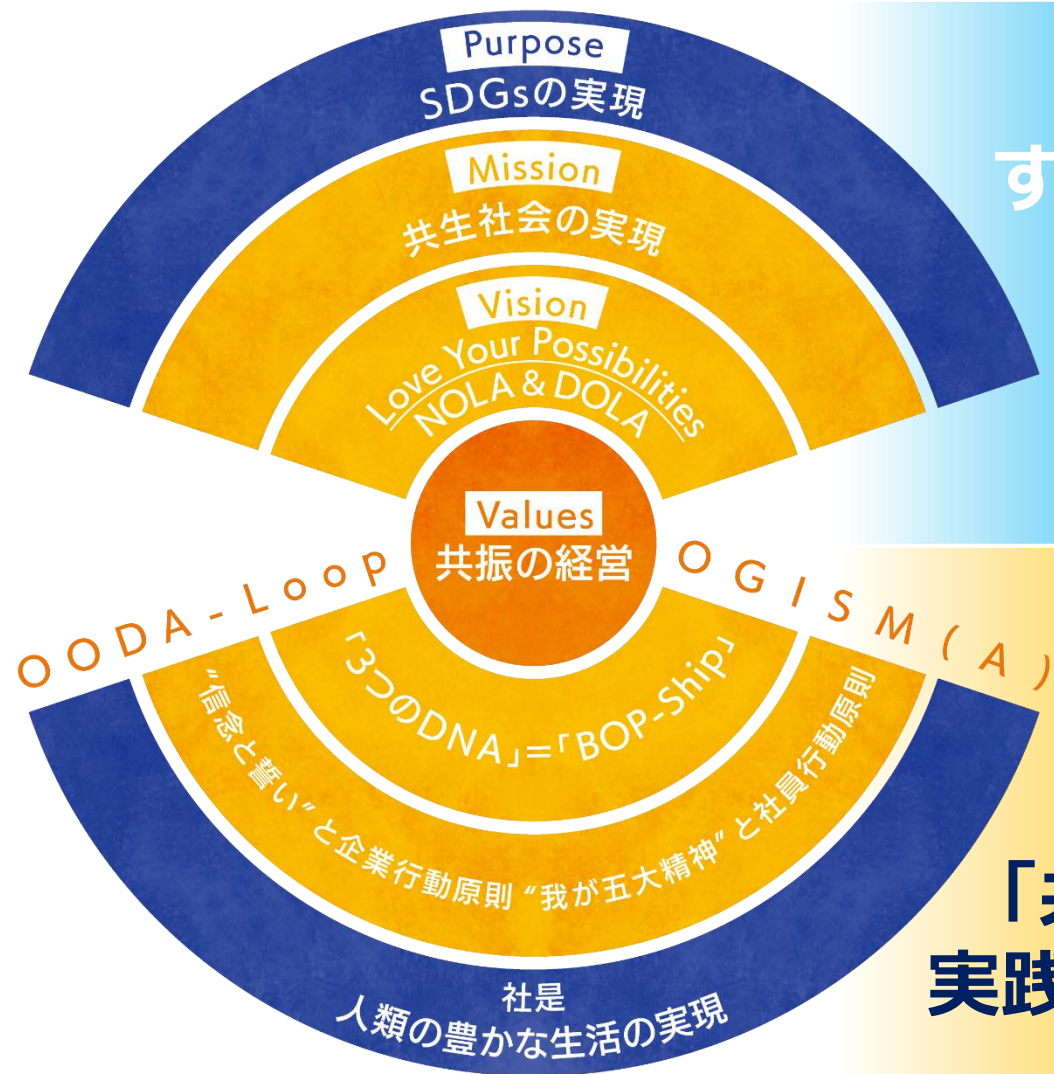 Purpose
SDGsの実現
Mission
共生社会の実現
Vision
Love Your Possibilities
NOLA & DOLA
Values
共振の経営
OODA-Loop
OGISM(A)
「3つのDNA」=「BOP-Ship」
“信念と誓い”と企業行動原則 “我が五大精神”と社員行動原則
社是
人類の豊かな生活の実現
す
「共
実践